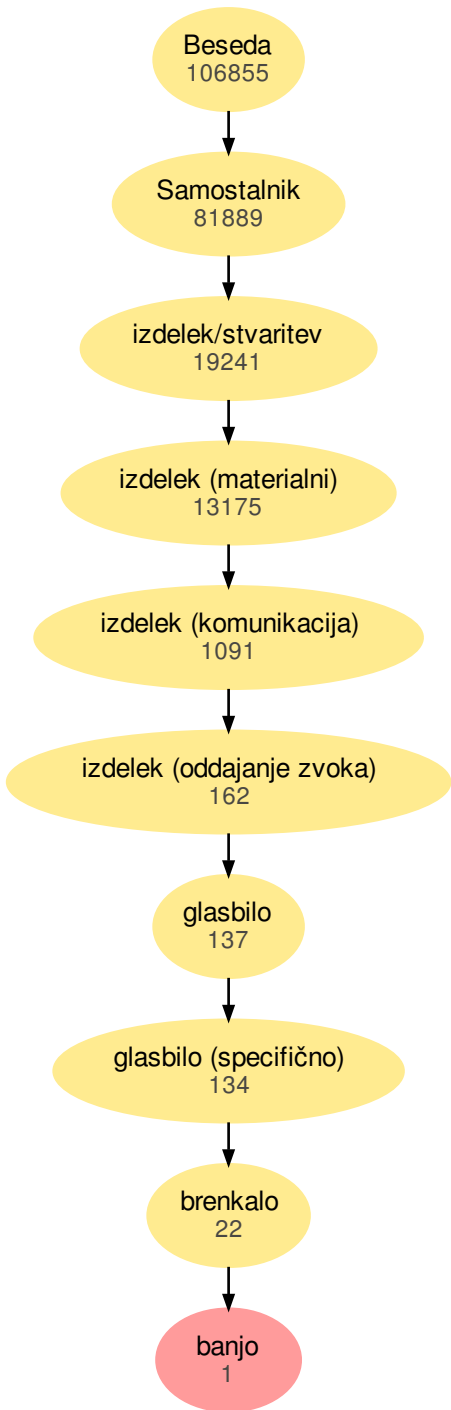 Beseda
106855
Samostalnik
81889
izdelek/stvaritev
19241
izdelek (materialni)
13175
izdelek (komunikacija)
1091
izdelek (oddajanje zvoka)
162
glasbilo
137
glasbilo (specifično)
134
brenkalo
22
banjo
1